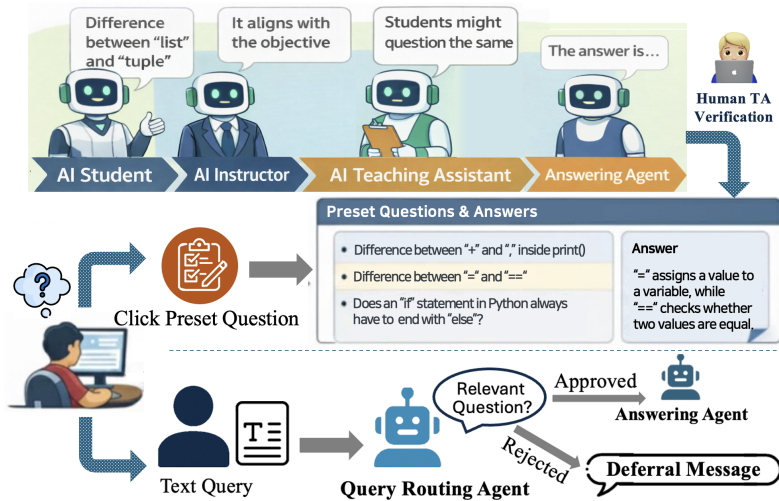 Difference
between "list"
and "tuple"
It aligns with
the objective
Students might
question the same
The answer is...
Human TA
Verification
AI Student
AI Instructor
AI Teaching Assistant
Answering Agent
Preset Questions & Answers
• Difference between "+" and "," inside print()
• Difference between "=" and "=="
• Does an "if" statement in Python always
have to end with "else"?
Answer
"=" assigns a value to
a variable, while
"==" checks whether
two values are equal.
?
Click Preset Question
Relevant
Question?
Approved
Answering Agent
Rejected
Deferral Message
T
Text Query
Query Routing Agent